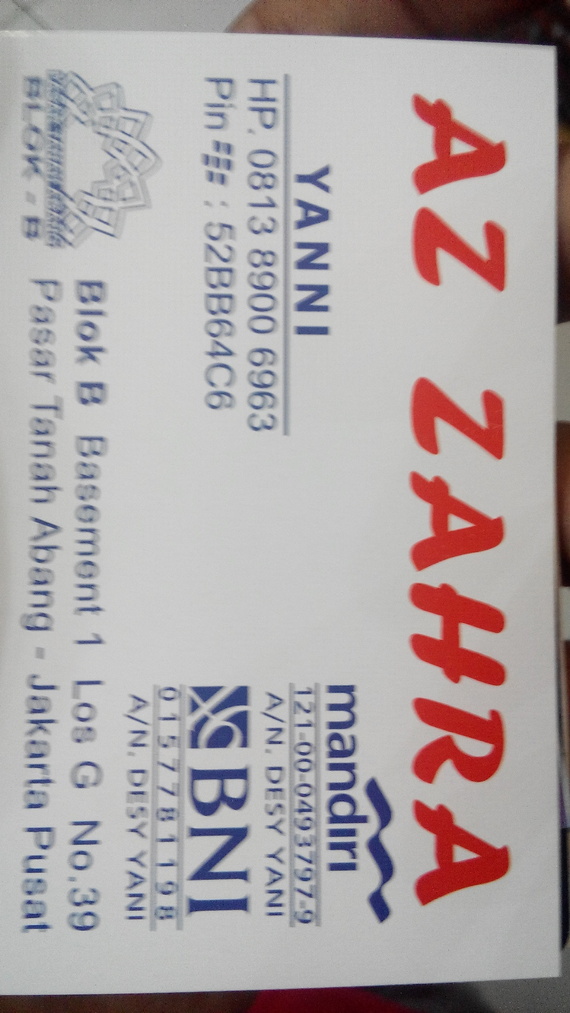 AZ ZAHRA
YANNI
HP. 0813 8900 6963
Pin : 52BB64C6
mandırı
121-00-0493797-9
A/N. DESY YANI
BNI
0157781198
A/N. DESY YANI
BLOK - B
Blok B Basement 1 Los G No.39
Pasar Tanah Abang - Jakarta Pusat